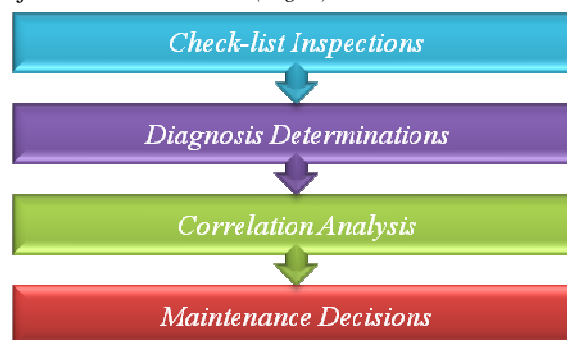 Check-list Inspections
Diagnosis Determinations
Correlation Analysis
Maintenance Decisions